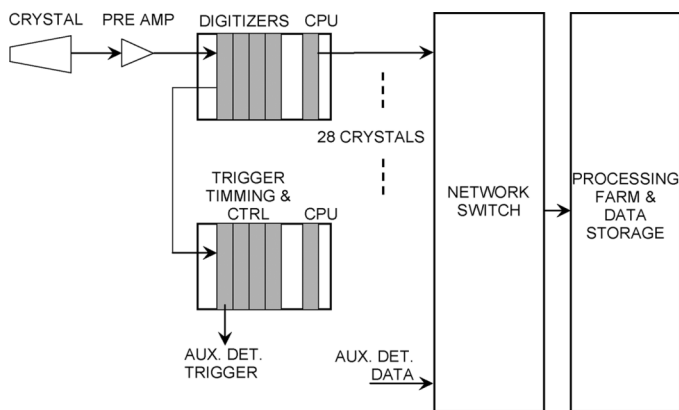 CRYSTAL
PRE AMP
DIGITIZERS
CPU
28 CRYSTALS
TRIGGER
TIMMING &
CTRL
CPU
NETWORK
SWITCH
PROCESSING
FARM &
DATA
STORAGE
AUX. DET.
TRIGGER
AUX. DET.
DATA